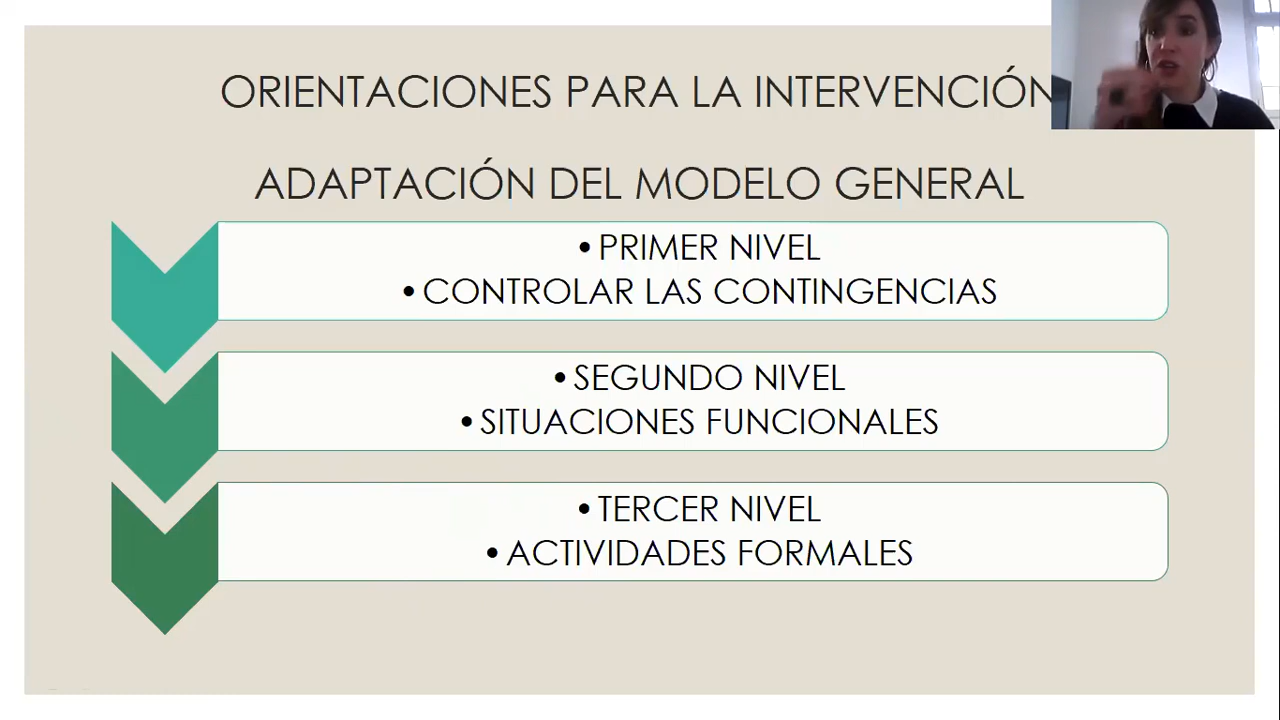 ORIENTACIONES PARA LA INTERVENCIÓN
ADAPTACIÓN DEL MODELO GENERAL
• PRIMER NIVEL
• CONTROLAR LAS CONTINGENCIAS
• SEGUNDO NIVEL
• SITUACIONES FUNCIONALES
• TERCER NIVEL
• ACTIVIDADES FORMALES